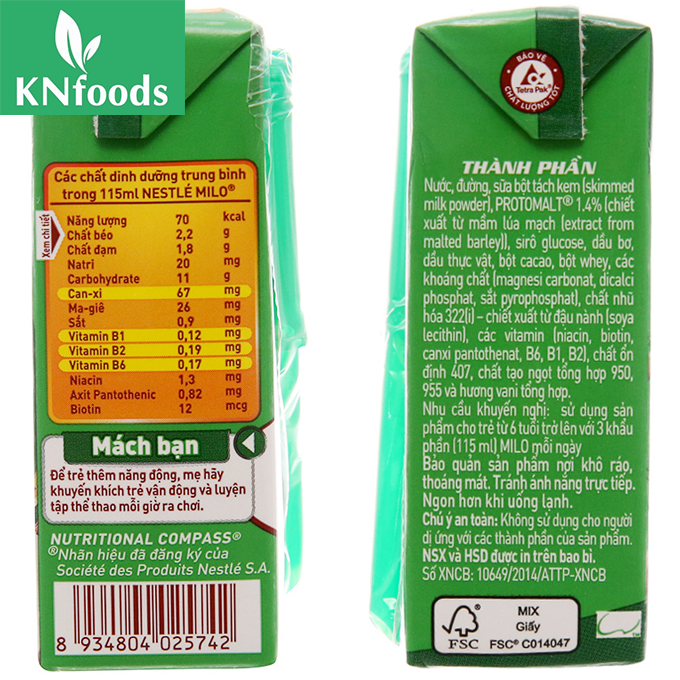 KNfoods
Các chất dinh dưỡng trung bình
trong 115ml NESTLÉ MILO®
Xem chi tiết
Năng lượng 70 kcal
Chất béo 2,2 g
Chất đạm 1,8 g
Natri 20 mg
Carbohydrate 11 g
Can-xi 67 mg
Ma-giê 26 mg
Sắt 0,9 mg
Vitamin B1 0,12 mg
Vitamin B2 0,19 mg
Vitamin B6 0,17 mg
Niacin 1,3 mg
Axit Pantothenic 0,82 mg
Biotin 12 mcg
Mách bạn
Để trẻ thêm năng động, mẹ hãy
khuyến khích trẻ vận động và luyện
tập thể thao mỗi giờ ra chơi.
NUTRITIONAL COMPASS®
®Nhãn hiệu đã đăng ký của
Société des Produits Nestlé S.A.
8 934804 025742
BẢO VỆ
Tetra Pak®
CHẤT LƯỢNG TỐT
THÀNH PHẦN
Nước, đường, sữa bột tách kem (skimmed
milk powder), PROTOMALT® 1.4% (chiết
xuất từ mầm lúa mạch (extract from
malted barley)), sirô glucose, dầu bơ,
dầu thực vật, bột cacao, bột whey, các
khoáng chất (magnesi carbonat, dicalci
phosphat, sắt pyrophosphat), chất nhũ
hóa 322(i) – chiết xuất từ đậu nành (soya
lecithin), các vitamin (niacin, biotin,
canxi pantothenat, B6, B1, B2), chất ổn
định 407, chất tạo ngọt tổng hợp 950,
955 và hương vani tổng hợp.
Nhu cầu khuyến nghị: sử dụng sản
phẩm cho trẻ từ 6 tuổi trở lên với 3 khẩu
phần (115 ml) MILO mỗi ngày
Bảo quản sản phẩm nơi khô ráo,
thoáng mát. Tránh ánh nắng trực tiếp.
Ngon hơn khi uống lạnh.
Chú ý an toàn: Không sử dụng cho người
dị ứng với các thành phần của sản phẩm.
NSX và HSD được in trên bao bì.
Số XNCB: 10649/2014/ATTP-XNCB
FSC
MIX
Giấy
FSC® C014047